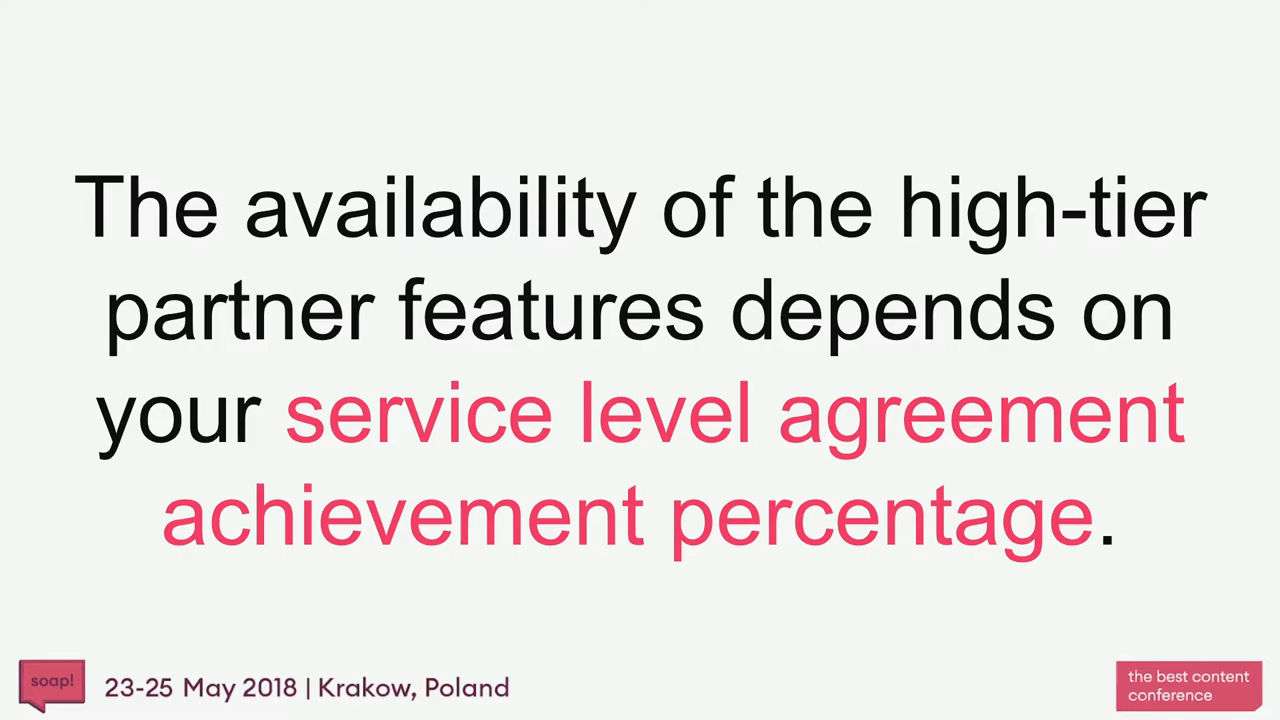 The availability of the high-tier
partner features depends on
your service level agreement
achievement percentage.
soap!
23-25 May 2018 | Krakow, Poland
the best content
conference